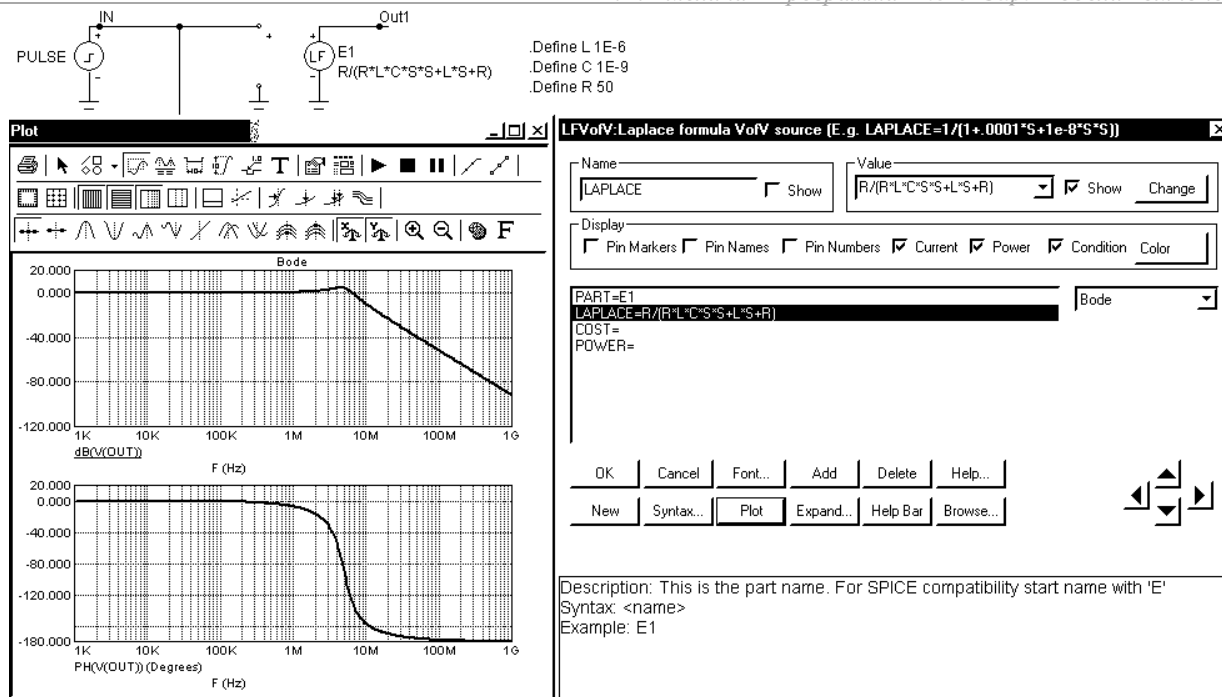 IN
Out1
PULSE
LF
E1
R/(R*L*C*S*S+L*S+R)
.Define L 1E-6
.Define C 1E-9
.Define R 50
Plot
T
F
Bode
20.000
0.000
-40.000
-80.000
-120.000
1K 10K 100K 1M 10M 100M 1G
dB(V(OUT))
F (Hz)
20.000
0.000
-40.000
-80.000
-120.000
-180.000
1K 10K 100K 1M 10M 100M 1G
PH(V(OUT)) (Degrees)
F (Hz)
LFVofV:Laplace formula VofV source (E.g. LAPLACE=1/(1+.0001*S+1e-8*S*S))
Name
LAPLACE
Show
Value
R/(R*L*C*S*S+L*S+R)
Show
Change
Display
Pin Markers Pin Names Pin Numbers Current Power Condition Color
PART=E1
LAPLACE=R/(R*L*C*S*S+L*S+R)
COST=
POWER=
Bode
OK Cancel Font... Add Delete Help...
New Syntax... Plot Expand... Help Bar Browse...
Description: This is the part name. For SPICE compatibility start name with 'E'
Syntax: <name>
Example: E1